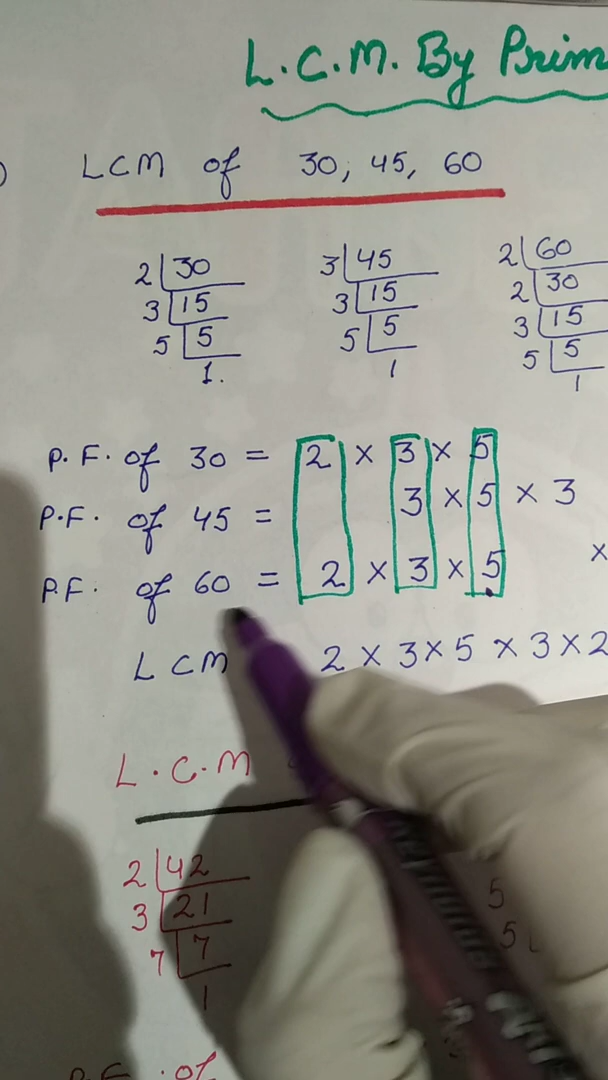 L.C.M. By Prim
LCM of 30, 45, 60
2 30 3 45 2 60
3 15 3 15 2 30
5 5 5 5 3 15
1. 1 5 5
1
P.F. of 30 = 2 × 3 × 5
P.F. of 45 = 3 × 5 × 3
P.F. of 60 = 2 × 3 × 5 ×
LCM 2 × 3 × 5 × 3 × 2
L.C.M
2 42
3 21 5
7 7 5
1
P.F. of